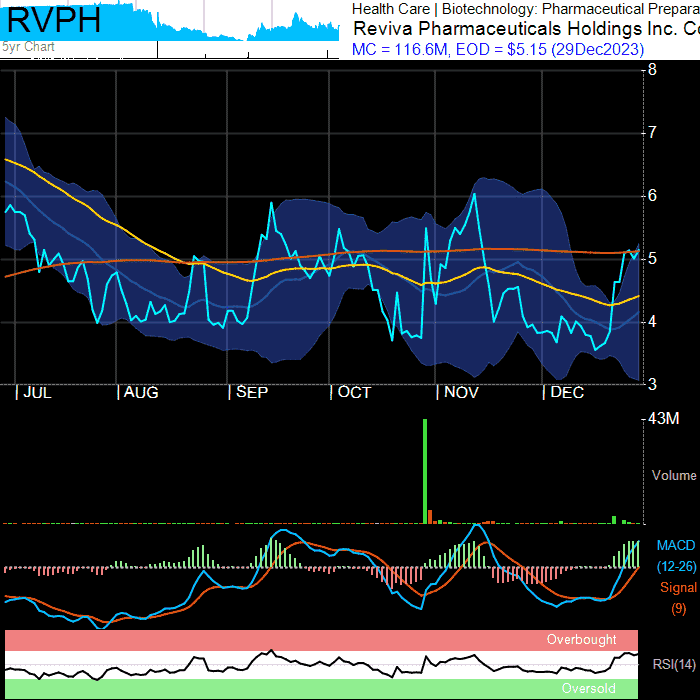 RVPH
5yr Chart
Health Care | Biotechnology: Pharmaceutical Prepara
Reviva Pharmaceuticals Holdings Inc. Co
MC = 116.6M, EOD = $5.15 (29Dec2023)
8
7
6
5
4
3
JUL
AUG
SEP
OCT
NOV
DEC
43M
Volume
MACD
(12-26)
Signal
(9)
Overbought
RSI(14)
Oversold